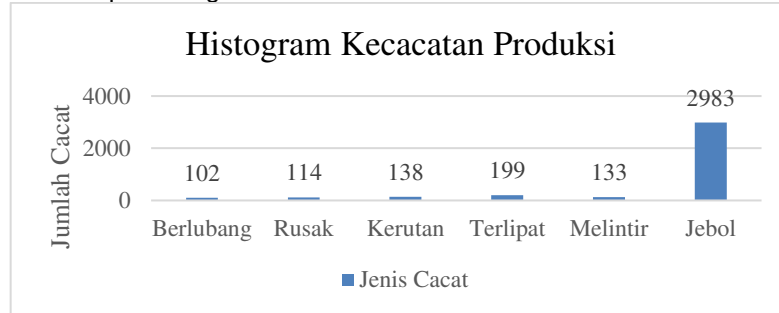 Histogram Kecacatan Produksi
Jumlah Cacat
4000
2000
0
102 114 138 199 133 2983
Berlubang Rusak Kerutan Terlipat Melintir Jebol
Jenis Cacat